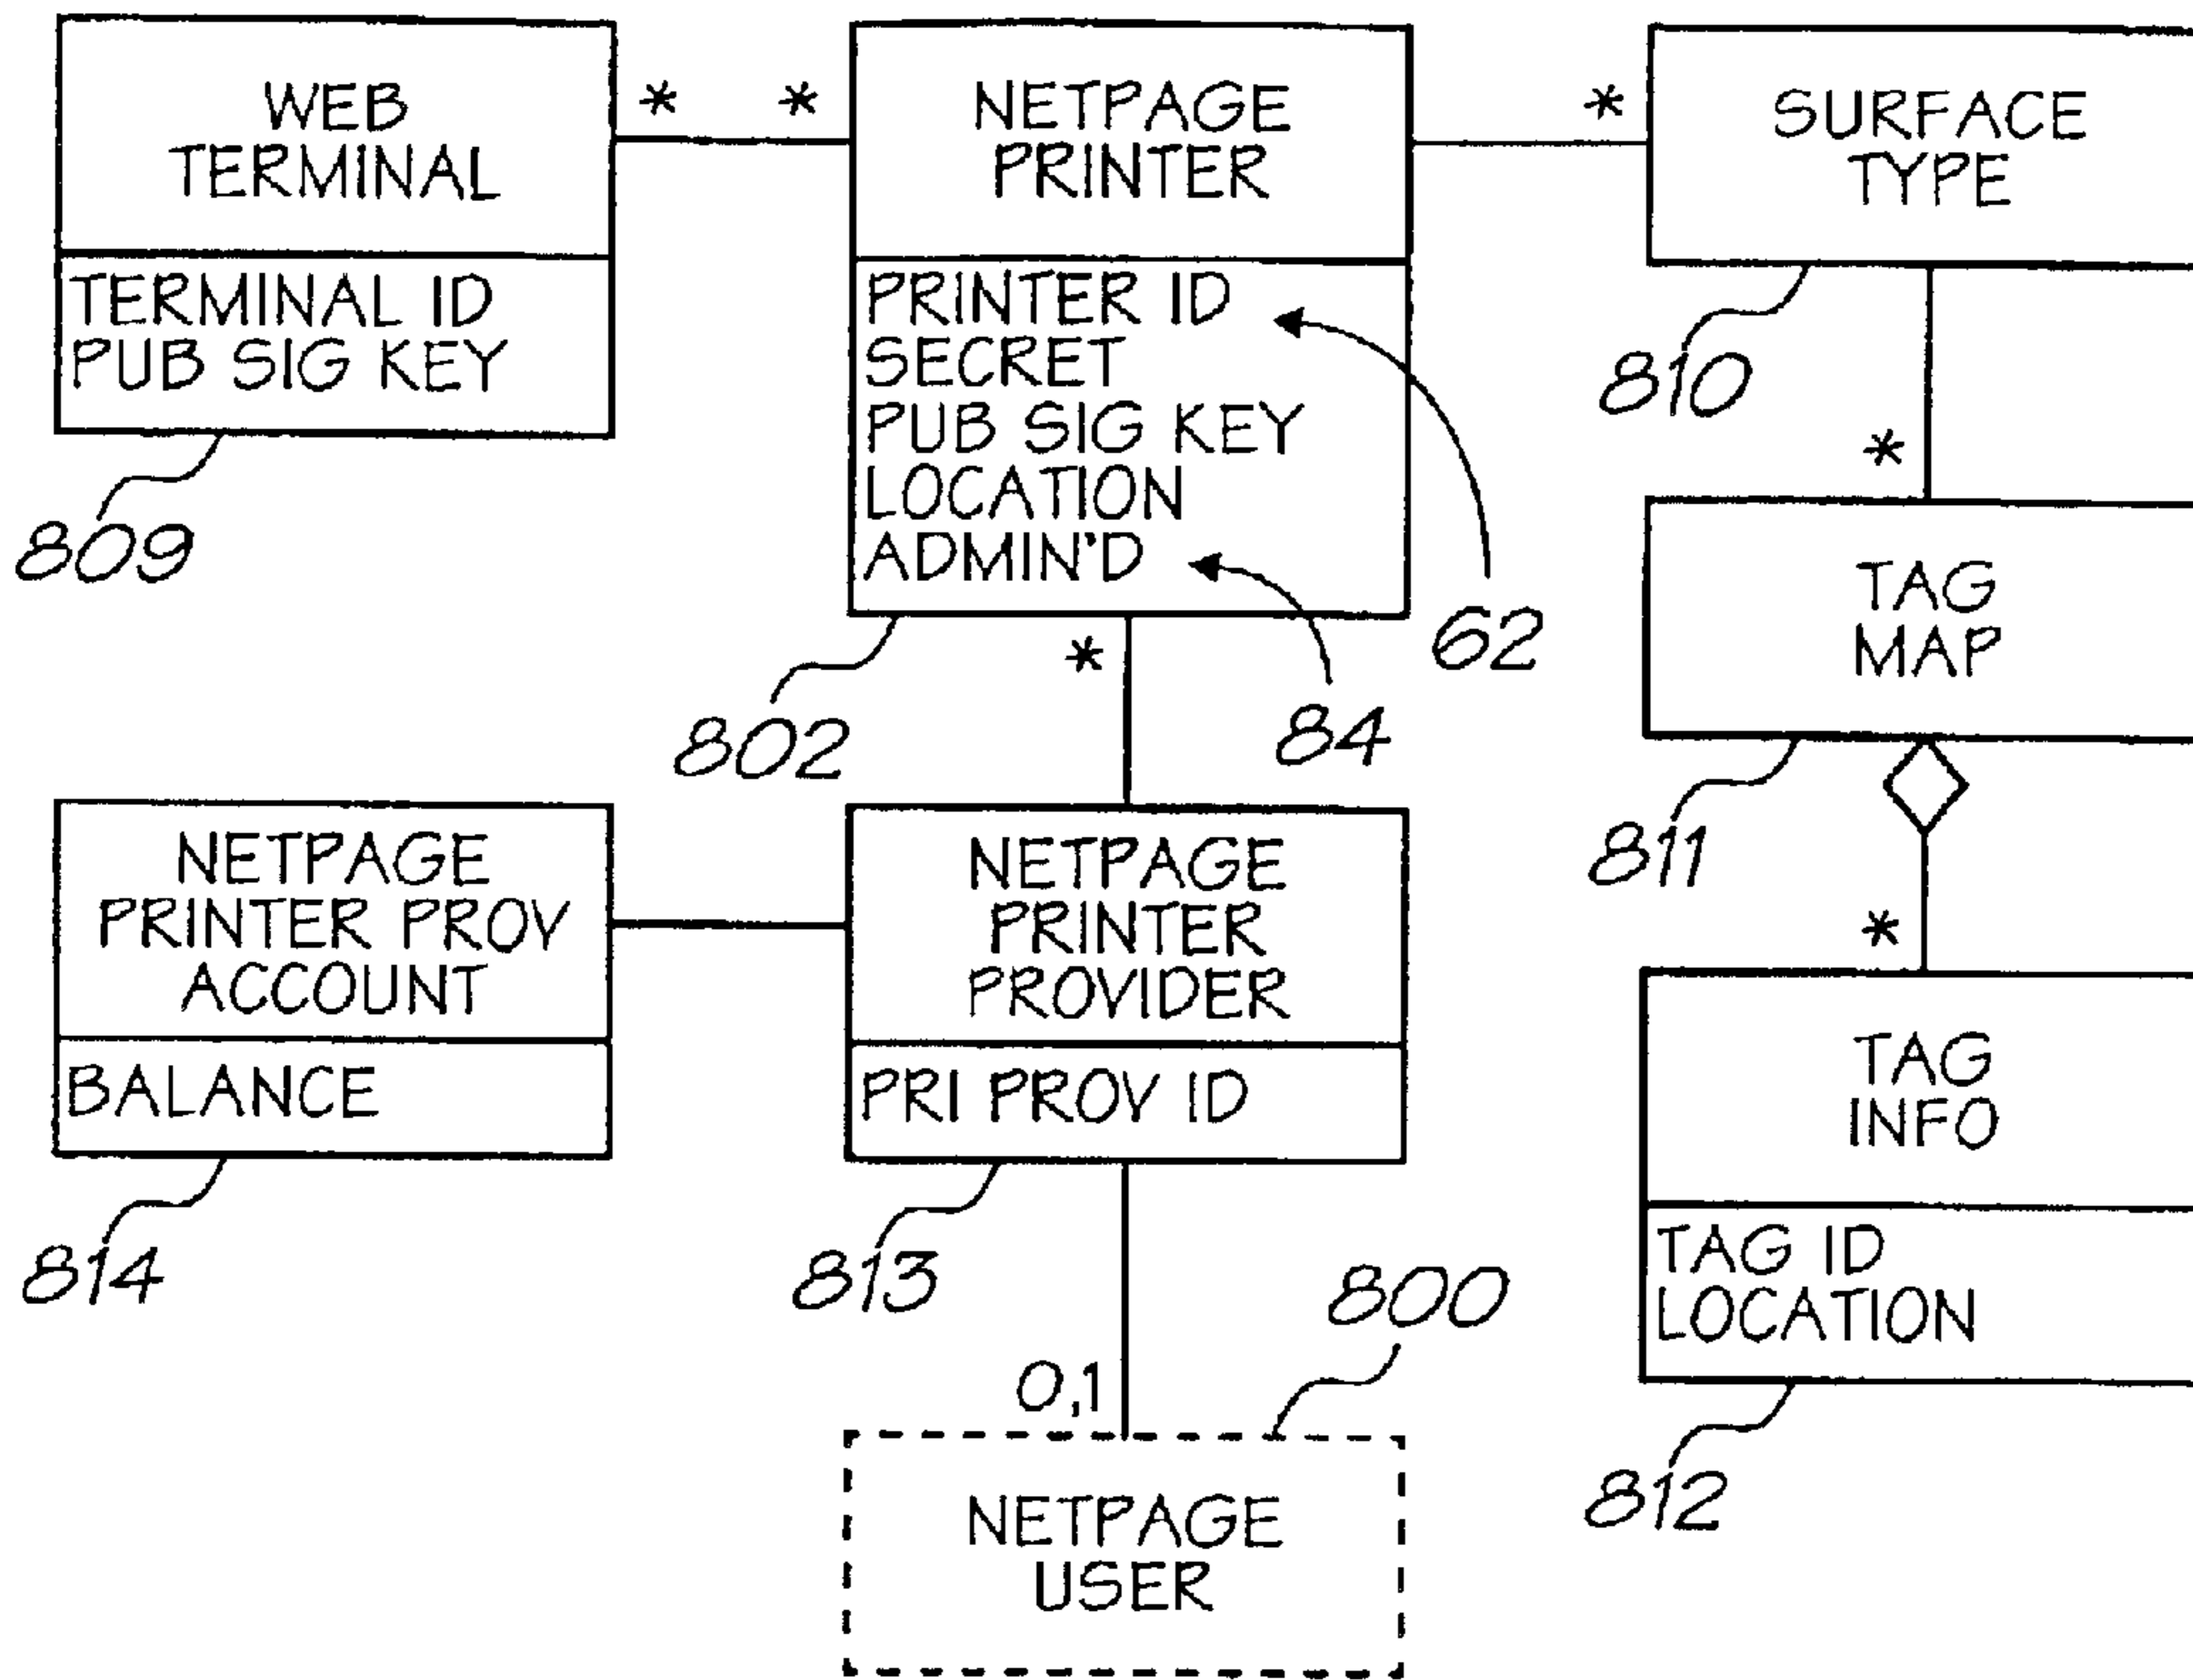 WEB
TERMINAL
TERMINAL ID
PUB SIG KEY
809
*
*
NETPAGE
PRINTER
PRINTER ID
SECRET
PUB SIG KEY
LOCATION
ADMIN'D
62
84
802
*
*
SURFACE
TYPE
810
*
TAG
MAP
811
*
TAG
INFO
TAG ID
LOCATION
812
NETPAGE
PRINTER PROV
ACCOUNT
BALANCE
814
NETPAGE
PRINTER
PROVIDER
PRI PROV ID
813
800
0,1
NETPAGE
USER